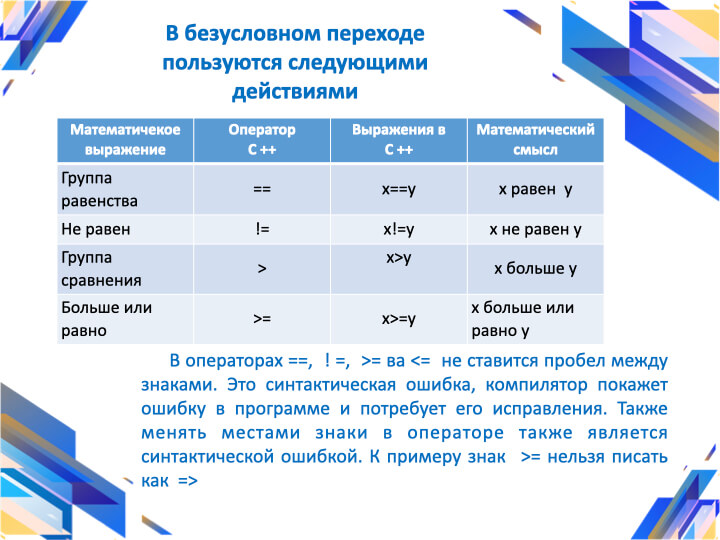 В безусловном переходе
пользуются следующими
действиями
Математичекое выражение	Оператор С ++	Выражения в С ++	Математический смысл
Группа равенства	==	x==y	x равен  y
Не равен	!=	x!=y	x не равен y
Группа сравнения	>	x>y	x больше y
Больше или равно	>=	x>=y	x больше или равно y
В операторах ==,  ! =,  >= ва <=  не ставится пробел между
знаками. Это синтактическая ошибка, компилятор покажет
ошибку в программе и потребует его исправления. Также
менять местами знаки в операторе также является
синтактической ошибкой. К примеру знак  >= нельзя писать
как  =>